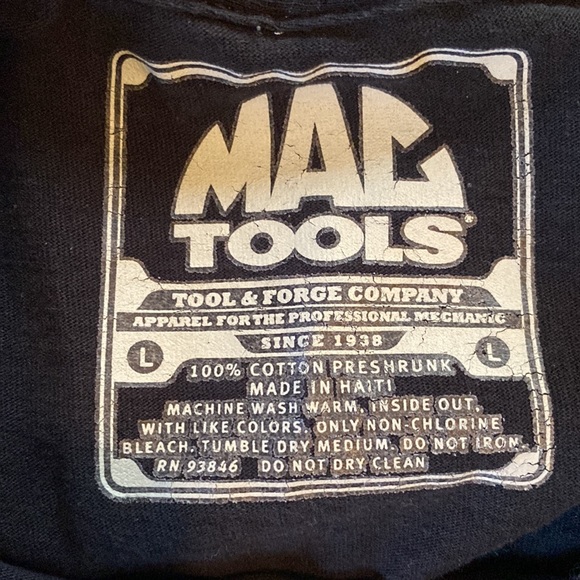 MAC
TOOLS®
TOOL & FORGE COMPANY
APPAREL FOR THE PROFESSIONAL MECHANIC
SINCE 1938
L L
100% COTTON PRESHRUNK
MADE IN HAITI
MACHINE WASH WARM, INSIDE OUT,
WITH LIKE COLORS. ONLY NON-CHLORINE
BLEACH. TUMBLE DRY MEDIUM. DO NOT IRON.
RN 93846 DO NOT DRY CLEAN